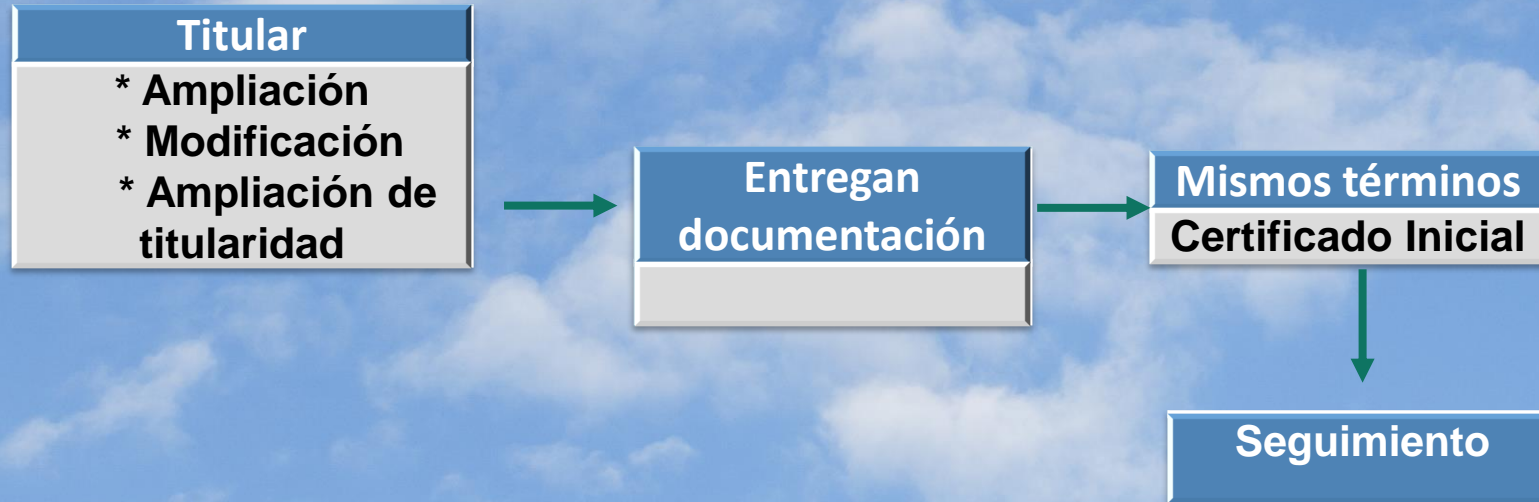 Titular
* Ampliación
* Modificación
* Ampliación de
titularidad
Entregan
documentación
Mismos términos
Certificado Inicial
Seguimiento